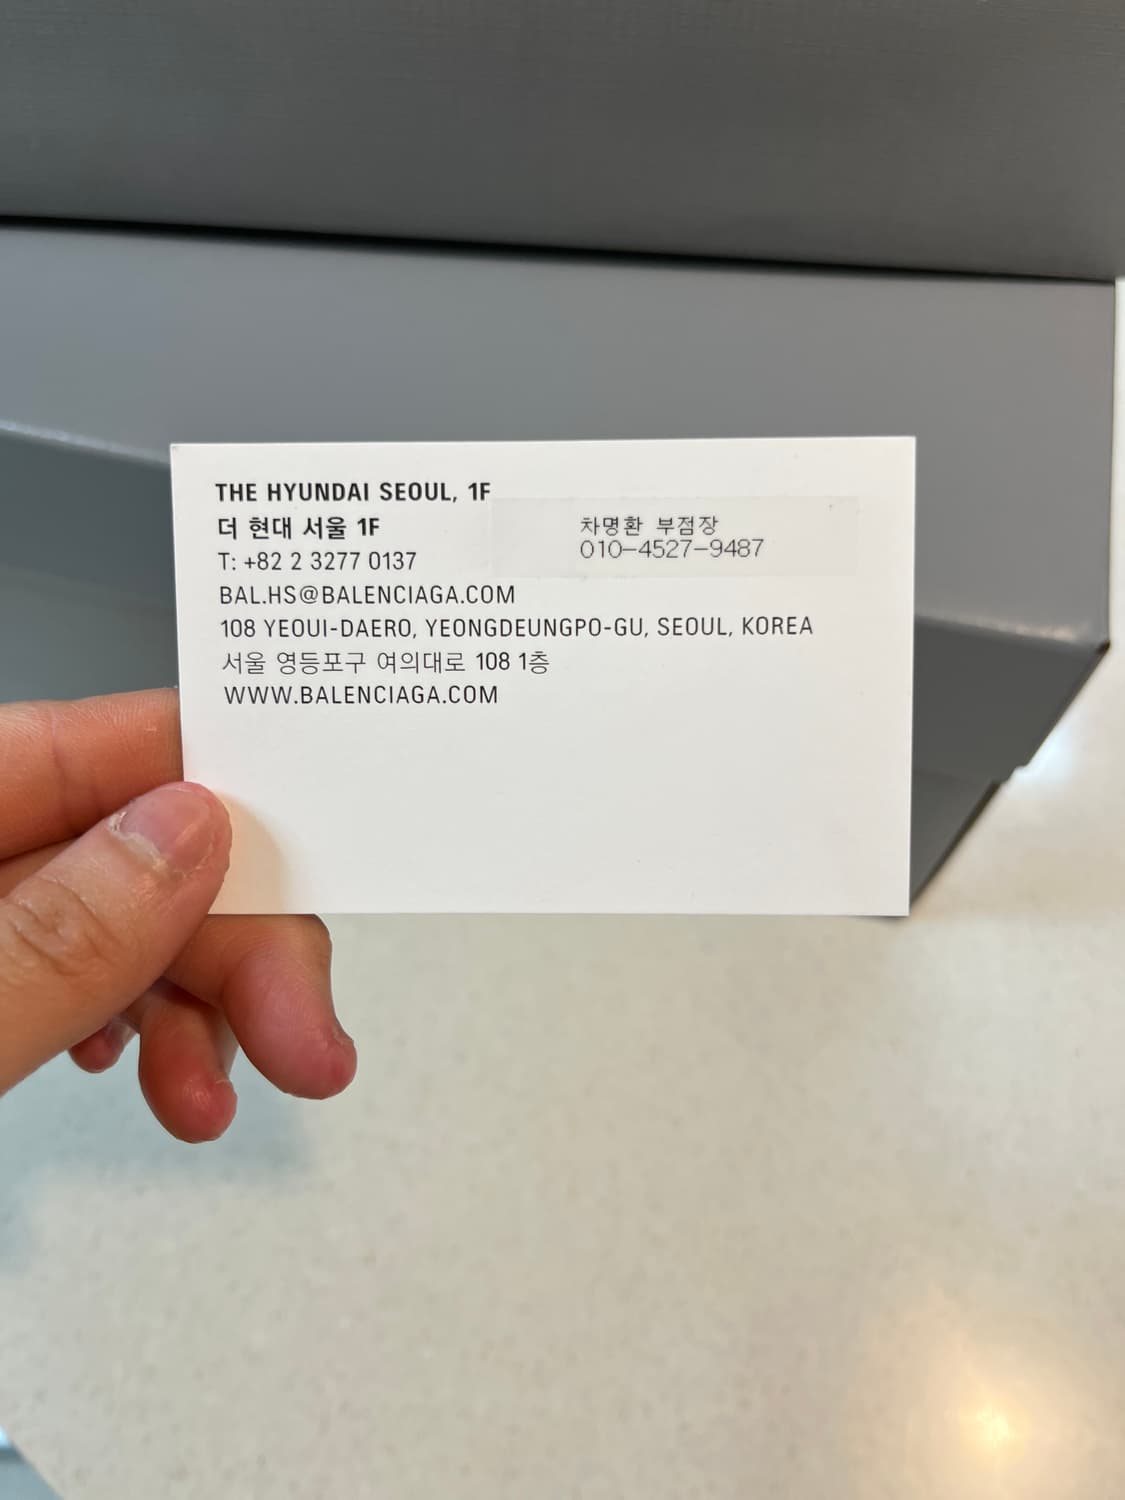 THE HYUNDAI SEOUL, 1F
더 현대 서울 1F
T: +82 2 3277 0137
BAL.HS@BALENCIAGA.COM
108 YEOUI-DAERO, YEONGDEUNGPO-GU, SEOUL, KOREA
서울 영등포구 여의대로 108 1층
WWW.BALENCIAGA.COM
차명환 부점장
010-4527-9487